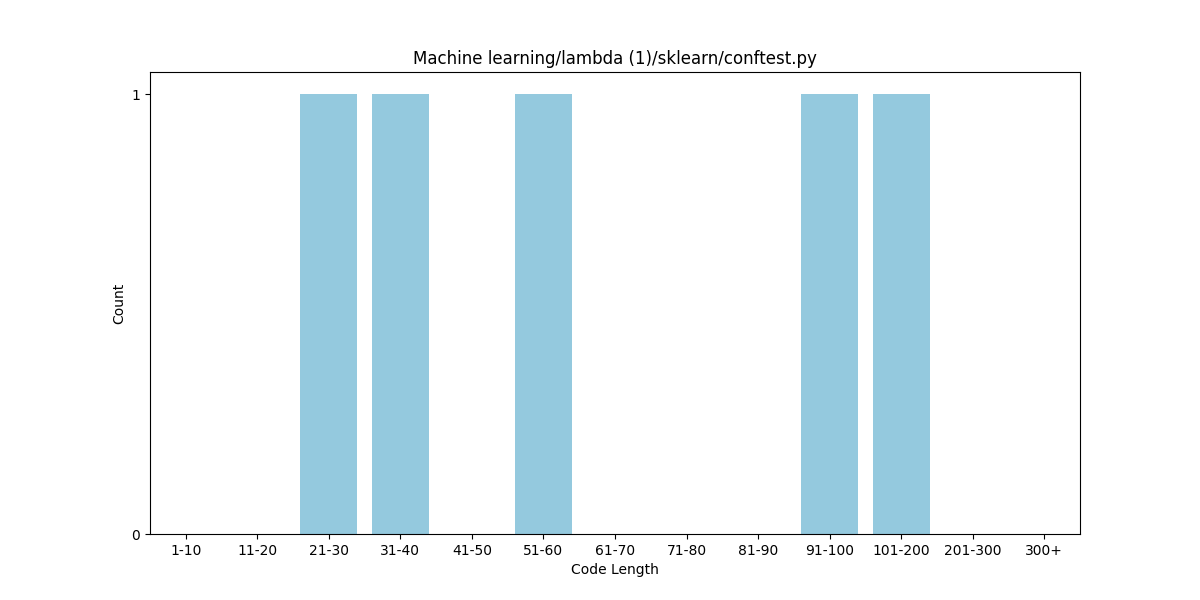 Machine learning/lambda (1)/sklearn/conftest.py
1
Count
0
1-10 11-20 21-30 31-40 41-50 51-60 61-70 71-80 81-90 91-100 101-200 201-300 300+
Code Length